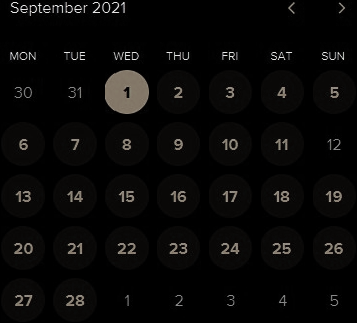 September 2021
MON TUE WED THU FRI SAT SUN
30 31 1 2 3 4 5
6 7 8 9 10 11 12
13 14 15 16 17 18 19
20 21 22 23 24 25 26
27 28 1 2 3 4 5